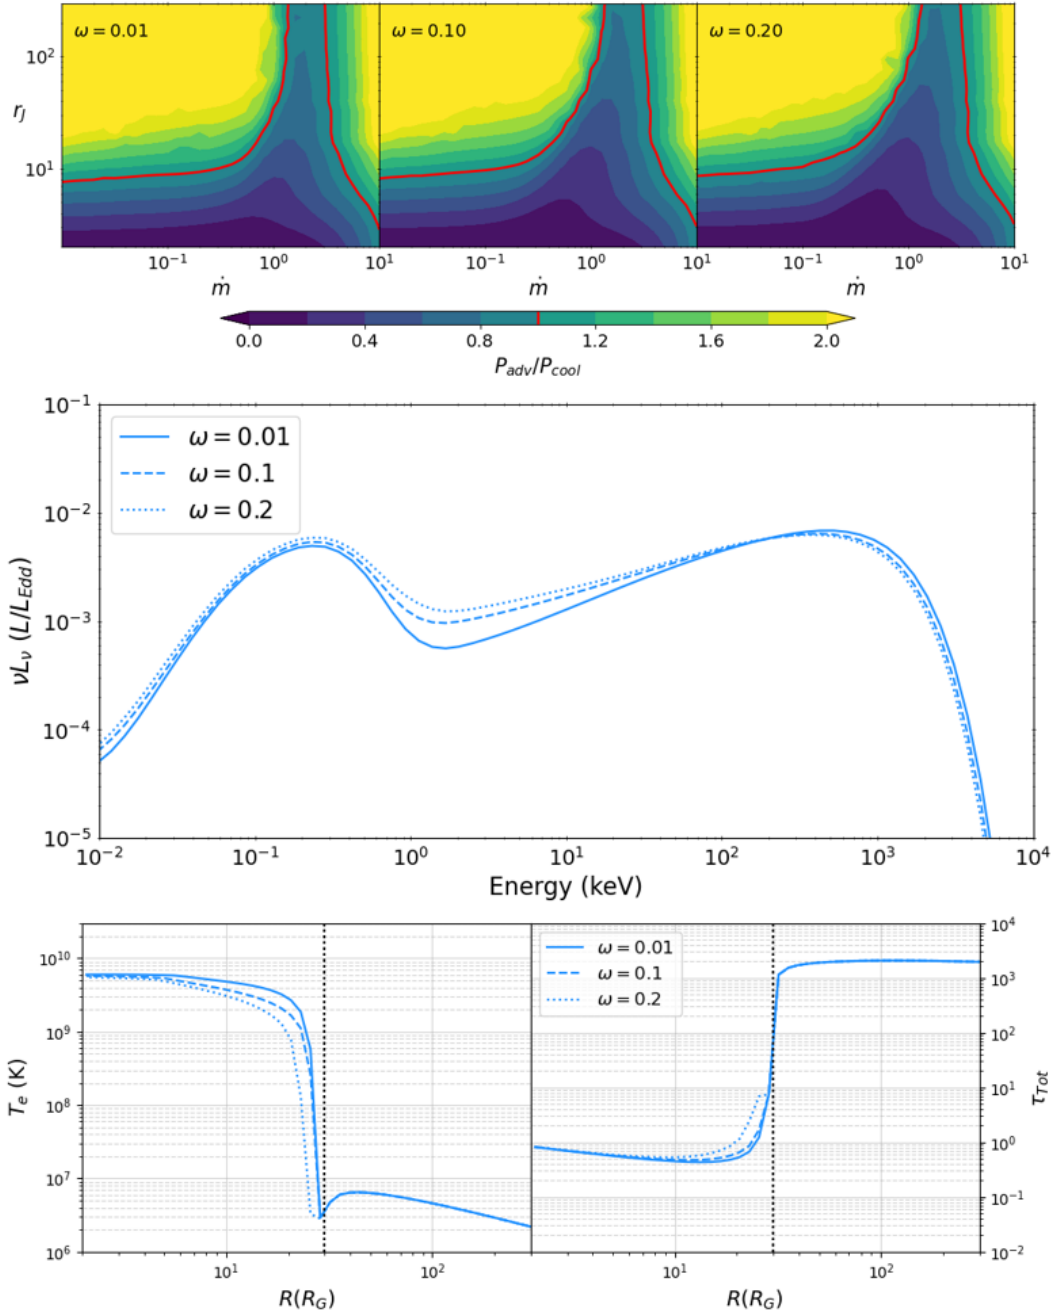 ω = 0.01 ω = 0.10 ω = 0.20
10²
r_J
10¹
10⁻¹ 10⁰ 10¹ 10⁻¹ 10⁰ 10¹ 10⁻¹ 10⁰ 10¹
ṁ ṁ ṁ
0.0 0.4 0.8 1.2 1.6 2.0
P_adv/P_cool
10⁻¹
ω = 0.01
ω = 0.1
ω = 0.2
10⁻²
νL_ν (L/L_Edd)
10⁻³
10⁻⁴
10⁻⁵
10⁻² 10⁻¹ 10⁰ 10¹ 10² 10³ 10⁴
Energy (keV)
10¹⁰
10⁹
T_e (K)
10⁸
10⁷
10⁶
10¹ 10²
R(R_G)
ω = 0.01
ω = 0.1
ω = 0.2
10⁴
10³
10²
10¹
τ_Tot
10⁰
10⁻¹
10⁻²
10¹ 10²
R(R_G)